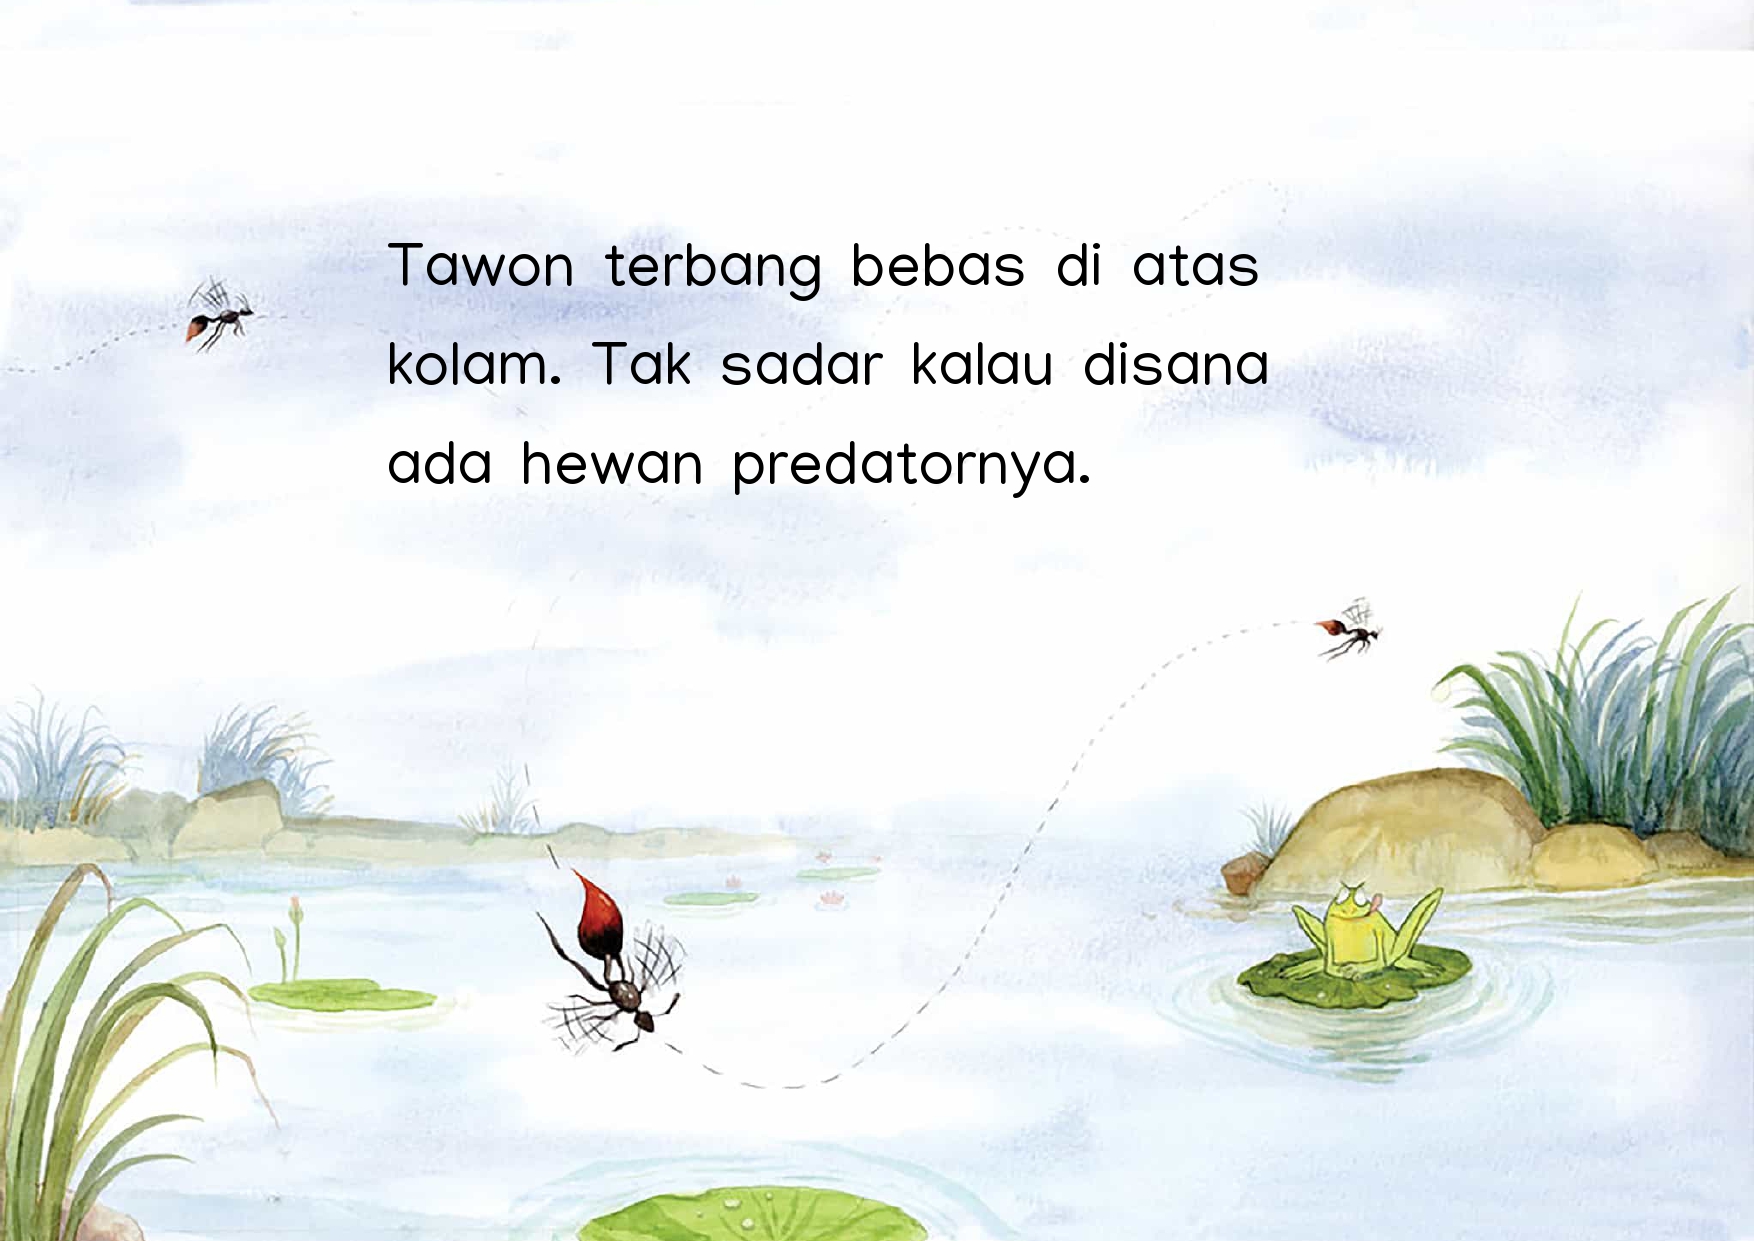 Tawon terbang bebas di atas
kolam. Tak sadar kalau disana
ada hewan predatornya.